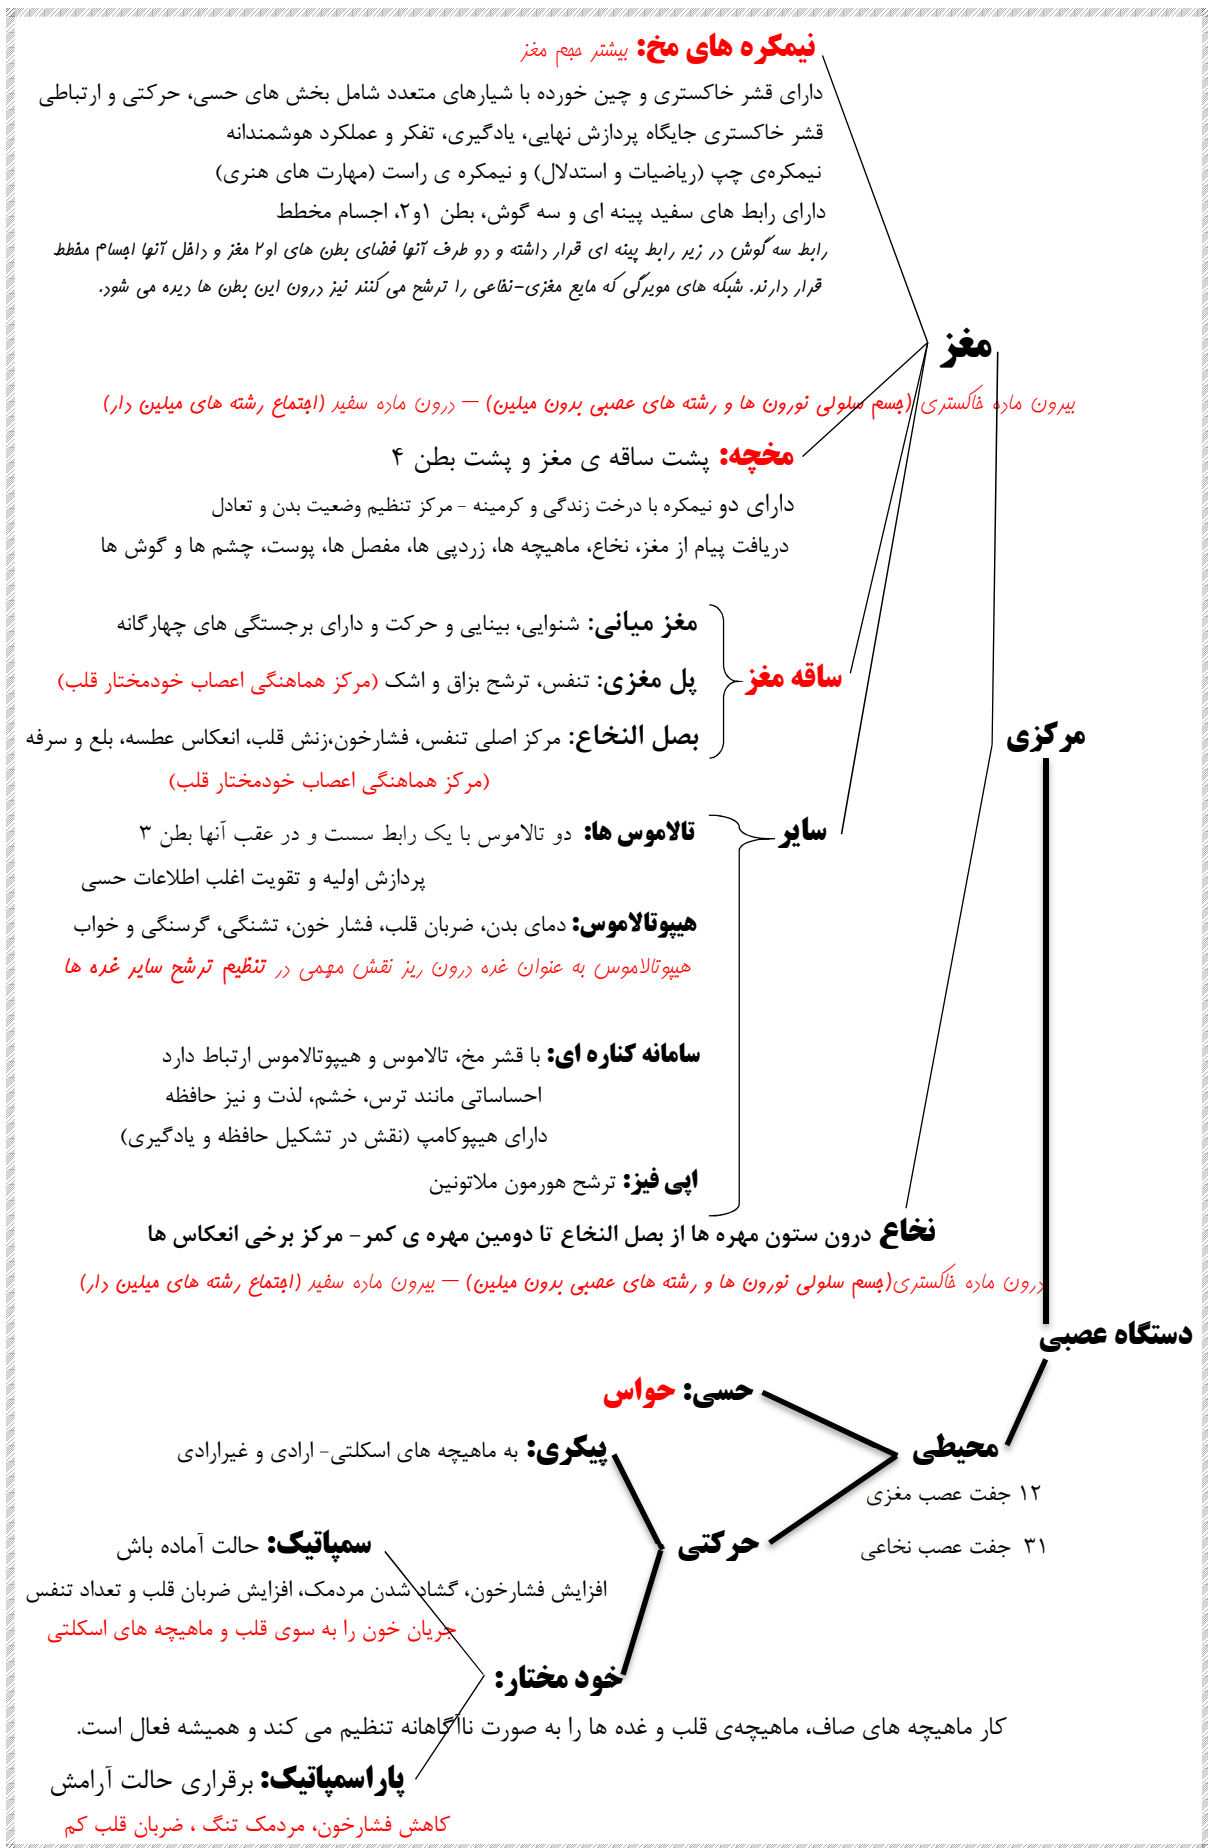 نیمکره های مخ: بیشتر حجم مغز
دارای قشر خاکستری و چین خورده با شیارهای متعدد شامل بخش های حسی، حرکتی و ارتباطی
قشر خاکستری جایگاه پردازش نهایی، یادگیری، تفکر و عملکرد هوشمندانه
نیمکره‌ی چپ (ریاضیات و استدلال) و نیمکره ی راست (مهارت های هنری)
دارای رابط های سفید پینه ای و سه گوش، بطن ۱و۲، اجسام مخطط
رابط سه گوش در زیر رابط پینه ای قرار داشته و دو طرف آنها فضای بطن های ۱و۲ مغز و داخل آنها اجسام مخطط
قرار دارند. شبکه های مویرگی که مایع مغزی-نخاعی را ترشح می کنند نیز درون این بطن ها دیده می شود.
مغز
بیرون ماده خاکستری (جسم سلولی نورون ها و رشته های عصبی بدون میلین) – درون ماده سفید (اجتماع رشته های میلین دار)
مخچه: پشت ساقه ی مغز و پشت بطن ۴
دارای دو نیمکره با درخت زندگی و کرمینه - مرکز تنظیم وضعیت بدن و تعادل
دریافت پیام از مغز، نخاع، ماهیچه ها، زردپی ها، مفصل ها، پوست، چشم ها و گوش ها
مغز میانی: شنوایی، بینایی و حرکت و دارای برجستگی های چهارگانه
ساقه مغز
پل مغزی: تنفس، ترشح بزاق و اشک (مرکز هماهنگی اعصاب خودمختار قلب)
مرکزی
بصل النخاع: مرکز اصلی تنفس، فشارخون،زنش قلب، انعکاس عطسه، بلع و سرفه
(مرکز هماهنگی اعصاب خودمختار قلب)
سایر
تالاموس ها: دو تالاموس با یک رابط سست و در عقب آنها بطن ۳
پردازش اولیه و تقویت اغلب اطلاعات حسی
هیپوتالاموس: دمای بدن، ضربان قلب، فشار خون، تشنگی، گرسنگی و خواب
هیپوتالاموس به عنوان غده درون ریز نقش مهمی در تنظیم ترشح سایر غده ها
سامانه کناره ای: با قشر مخ، تالاموس و هیپوتالاموس ارتباط دارد
احساساتی مانند ترس، خشم، لذت و نیز حافظه
دارای هیپوکامپ (نقش در تشکیل حافظه و یادگیری)
اپی فیز: ترشح هورمون ملاتونین
نخاع درون ستون مهره ها از بصل النخاع تا دومین مهره ی کمر- مرکز برخی انعکاس ها
درون ماده خاکستری(جسم سلولی نورون ها و رشته های عصبی بدون میلین) – بیرون ماده سفید (اجتماع رشته های میلین دار)
دستگاه عصبی
حسی: حواس
محیطی
پیکری: به ماهیچه های اسکلتی- ارادی و غیرارادی
۱۲ جفت عصب مغزی
۳۱ جفت عصب نخاعی
حرکتی
سمپاتیک: حالت آماده باش
افزایش فشارخون، گشاد شدن مردمک، افزایش ضربان قلب و تعداد تنفس
جریان خون را به سوی قلب و ماهیچه های اسکلتی
خود مختار:
کار ماهیچه های صاف، ماهیچه‌ی قلب و غده ها را به صورت ناآگاهانه تنظیم می کند و همیشه فعال است.
پاراسمپاتیک: برقراری حالت آرامش
کاهش فشارخون، مردمک تنگ ، ضربان قلب کم